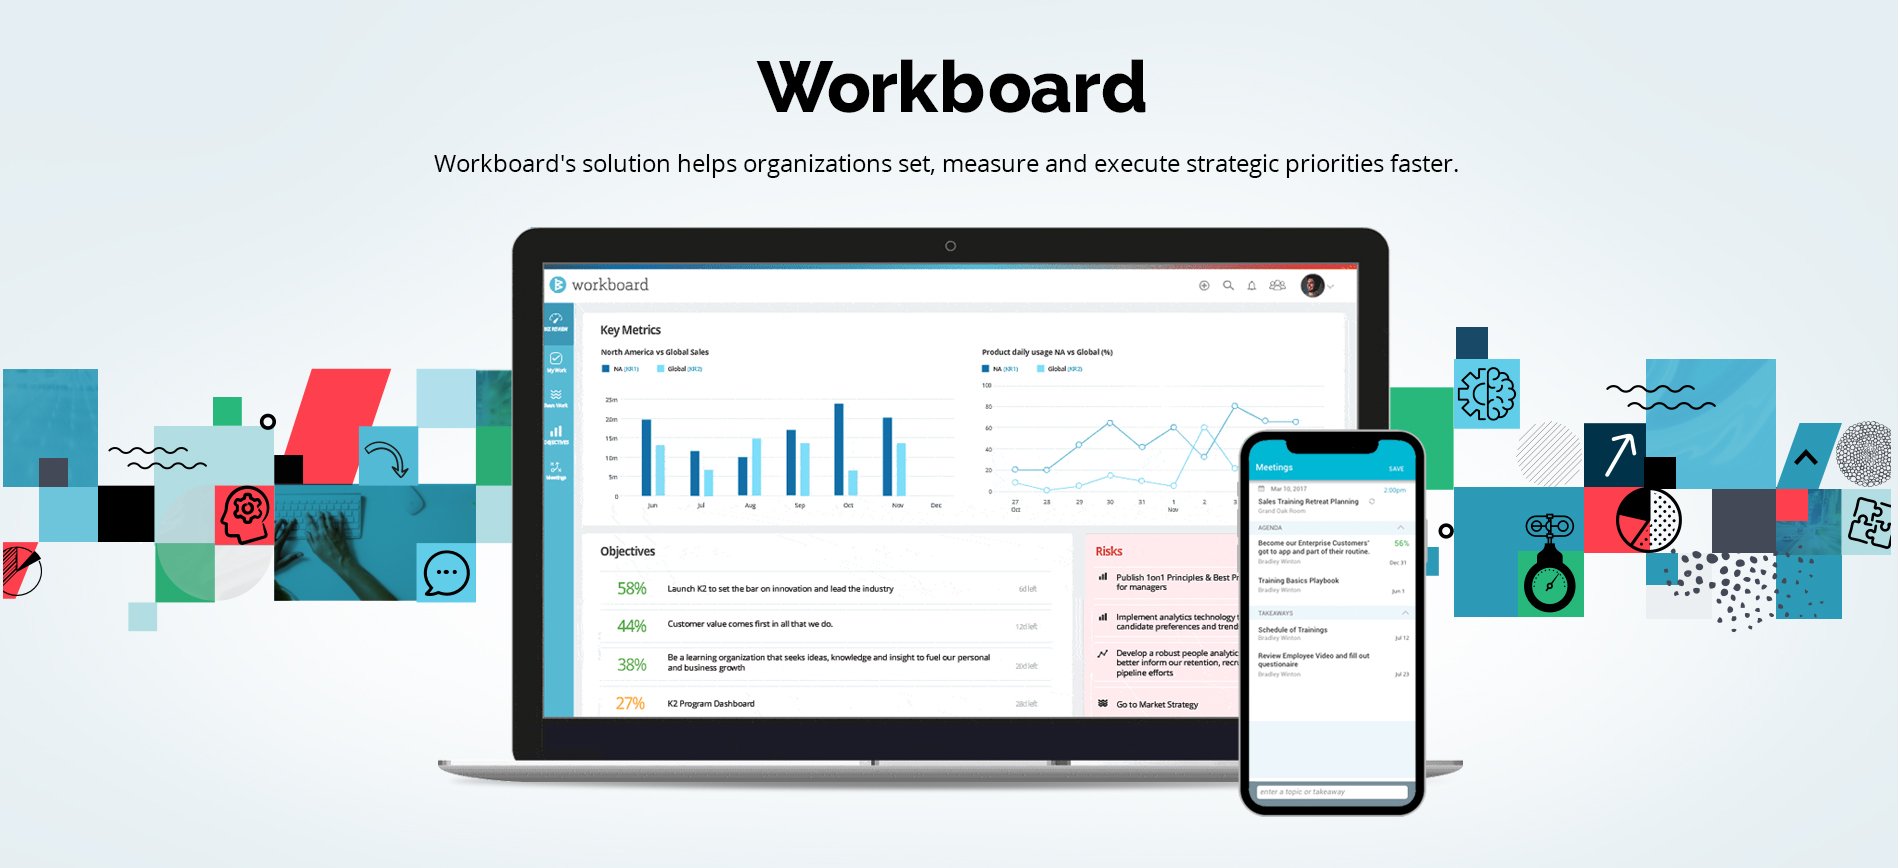 Workboard
Workboard's solution helps organizations set, measure and execute strategic priorities faster.
workboard
BIZ REVIEW
My Work
Team Work
OBJECTIVES
Meetings
Key Metrics
North America vs Global Sales
NA (KR1)
Global (KR2)
25m
20m
15m
10m
5m
0
Jun
Jul
Aug
Sep
Oct
Nov
Dec
Product daily usage NA vs Global (%)
NA (KR1)
Global (KR2)
100
80
60
40
20
0
27
28
29
30
31
1
2
3
Oct
Nov
Objectives
58%
Launch K2 to set the bar on innovation and lead the industry
6d left
44%
Customer value comes first in all that we do.
12d left
38%
Be a learning organization that seeks ideas, knowledge and insight to fuel our personal
and business growth
20d left
27%
K2 Program Dashboard
28d left
Risks
Publish 1on1 Principles & Best Pr
for managers
Implement analytics technology t
candidate preferences and trend
Develop a robust people analytic
better inform our retention, recru
pipeline efforts
Go to Market Strategy
Meetings
SAVE
Mar 10, 2017
2:00pm
Sales Training Retreat Planning
Grand Oak Room
AGENDA
Become our Enterprise Customers'
56%
got to app and part of their routine.
Bradley Winton
Dec 31
Training Basics Playbook
Bradley Winton
Jun 1
TAKEAWAYS
Schedule of Trainings
Bradley Winton
Jul 12
Review Employee Video and fill out
questionaire
Bradley Winton
Jul 23
enter a topic or takeaway